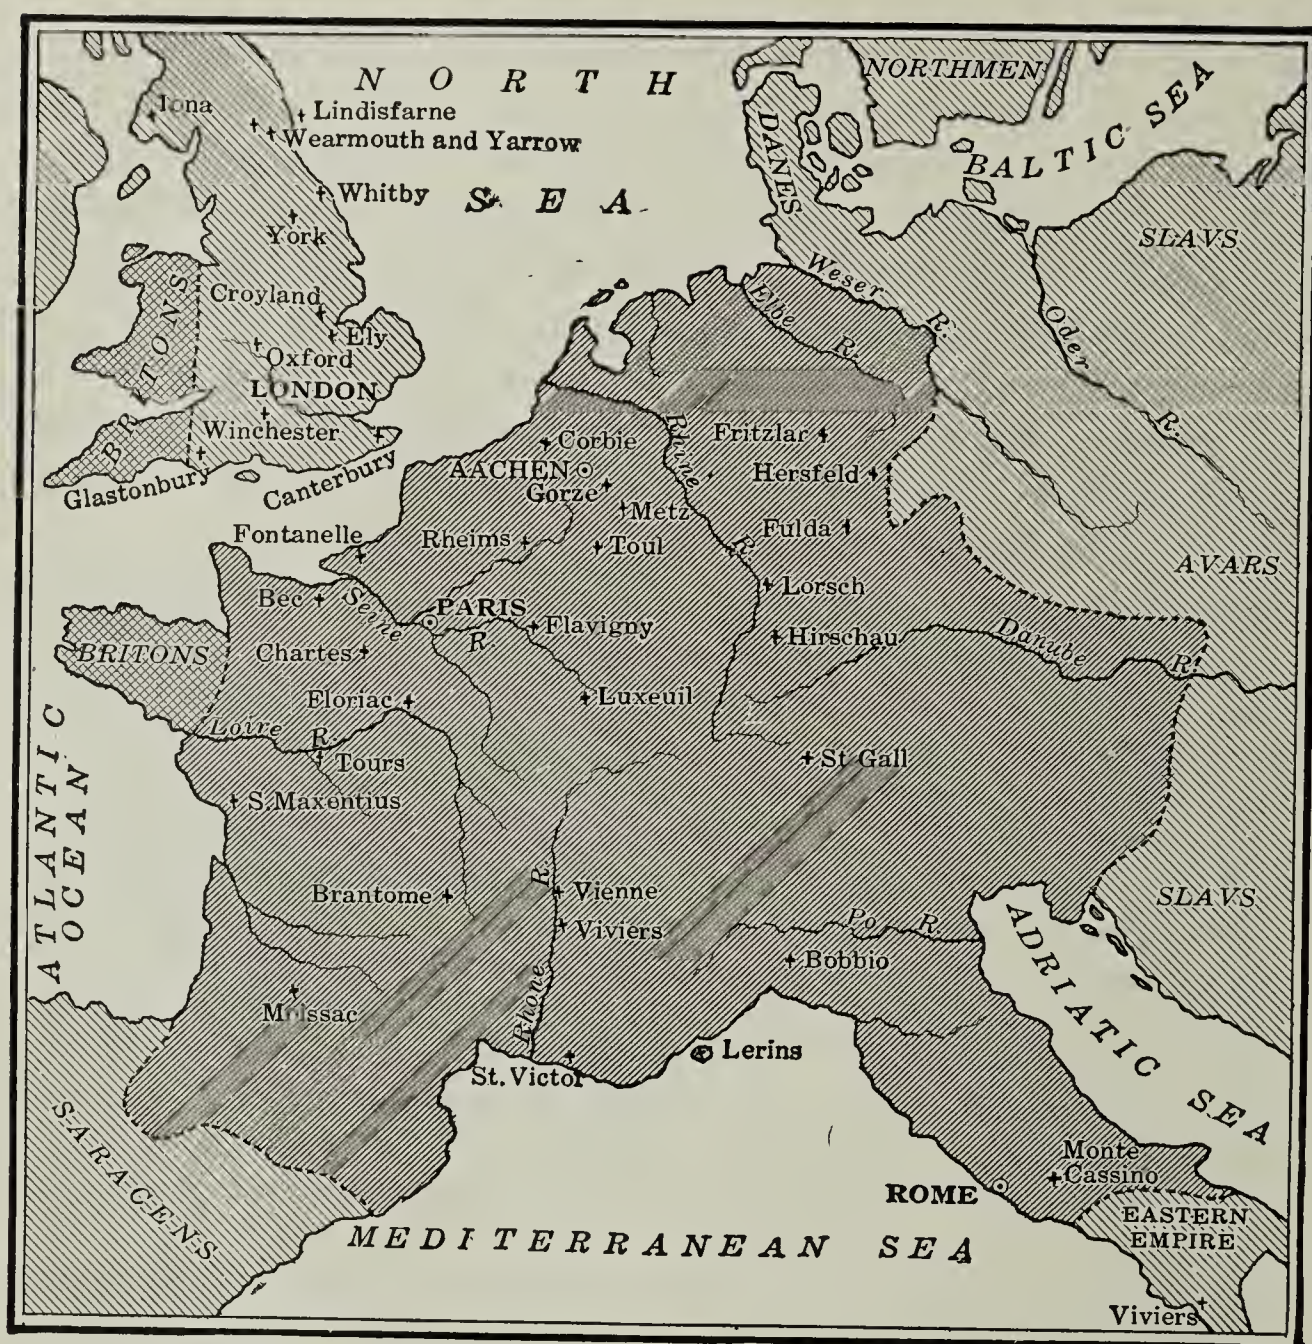 NORTH
SEA
NORTHMEN
BALTIC SEA
DANES
SLAVS
Iona
Lindisfarne
Wearmouth and Yarrow
Whitby
York
Croyland
Ely
Oxford
LONDON
Winchester
Glastonbury
Canterbury
BRITONS
Weser R.
Elbe R.
Oder R.
Corbie
AACHEN
Gorze
Metz
Rhine R.
Fritzlar
Hersfeld
Fulda
AVARS
Fontanelle
Rheims
Toul
Lorsch
Bec
Seine R.
PARIS
Flavigny
Hirschau
Danube R.
BRITONS
Chartes
Floriac
Luxeuil
Loire R.
Tours
St Gall
S. Maxentius
ATLANTIC
OCEAN
Brantome
Vienne
Viviers
Rhone R.
Po R.
Bobbio
SLAVS
ADRIATIC SEA
Moissac
St. Victor
Lerins
SARACENS
Monte
Cassino
ROME
EASTERN
EMPIRE
MEDITERRANEAN SEA
Viviers